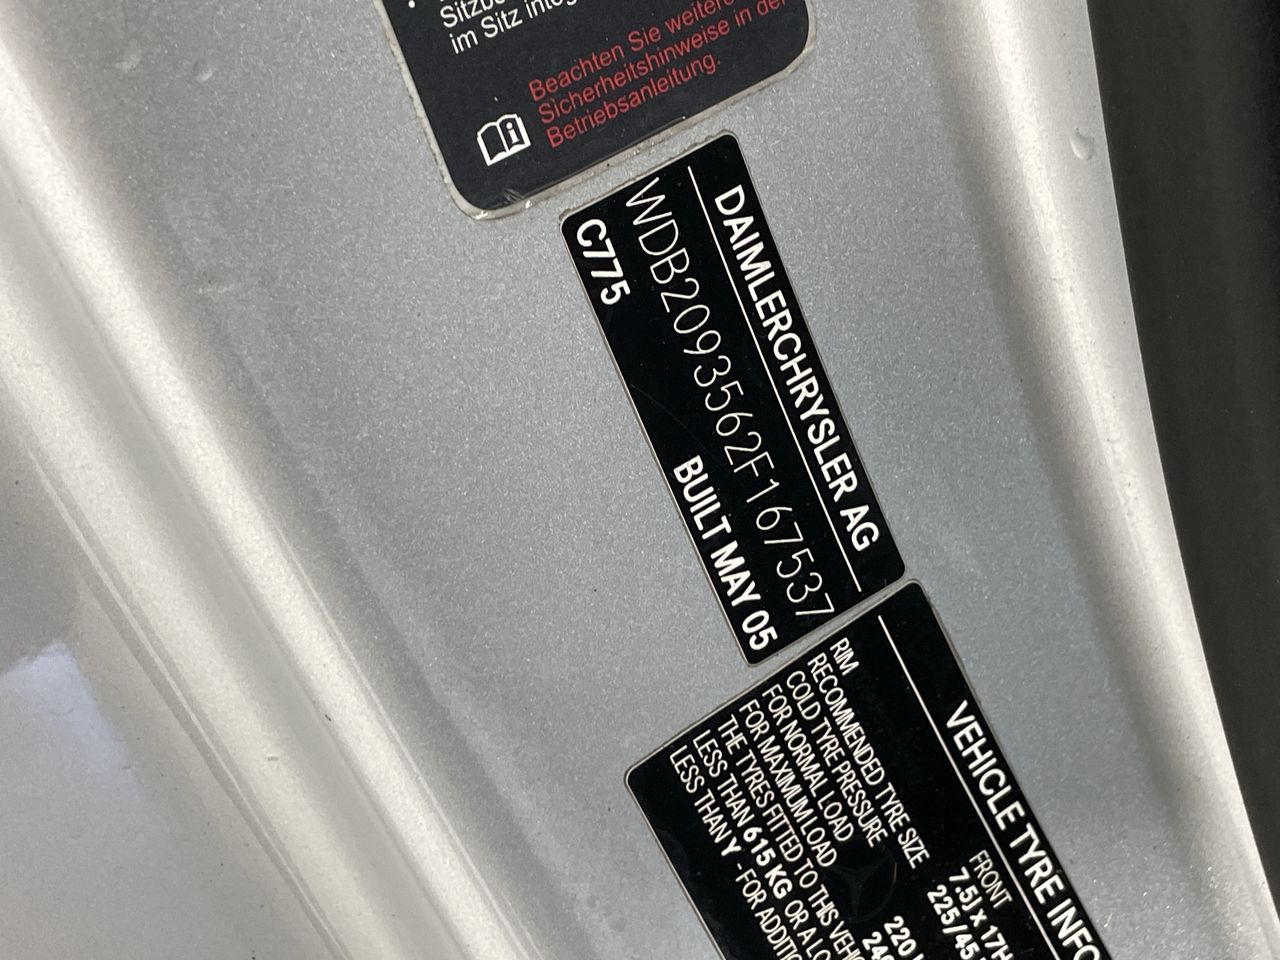 Sitzbe
im Sitz integ
Beachten Sie weitere
Sicherheitshinweise in der
Betriebsanleitung.
DAIMLERCHRYSLER AG
WDB2093562F167537
C775 BUILT MAY 05
VEHICLE TYRE INFO
FRONT
RIM 7.5J x 17H
RECOMMENDED TYRE SIZE 225/45
COLD TYRE PRESSURE
FOR NORMAL LOAD 220
FOR MAXIMUM LOAD 240
THE TYRES FITTED TO THIS VEHIC
LESS THAN 615 KG OR A LO
LESS THAN Y - FOR ADDITIO